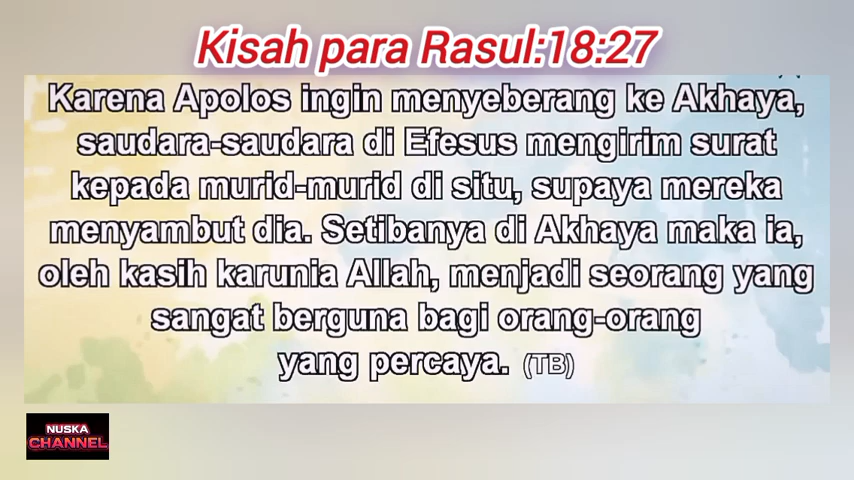 Kisah para Rasul:18:27
Karena Apolos ingin menyeberang ke Akhaya,
saudara-saudara di Efesus mengirim surat
kepada murid-murid di situ, supaya mereka
menyambut dia. Setibanya di Akhaya maka ia,
oleh kasih karunia Allah, menjadi seorang yang
sangat berguna bagi orang-orang
yang percaya. (TB)
NUSKA
CHANNEL